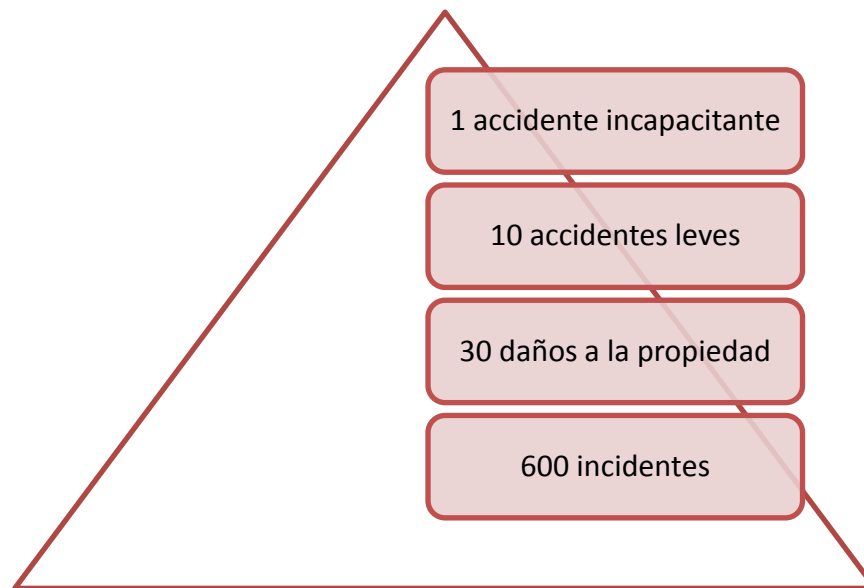 1 accidente incapacitante
10 accidentes leves
30 daños a la propiedad
600 incidentes